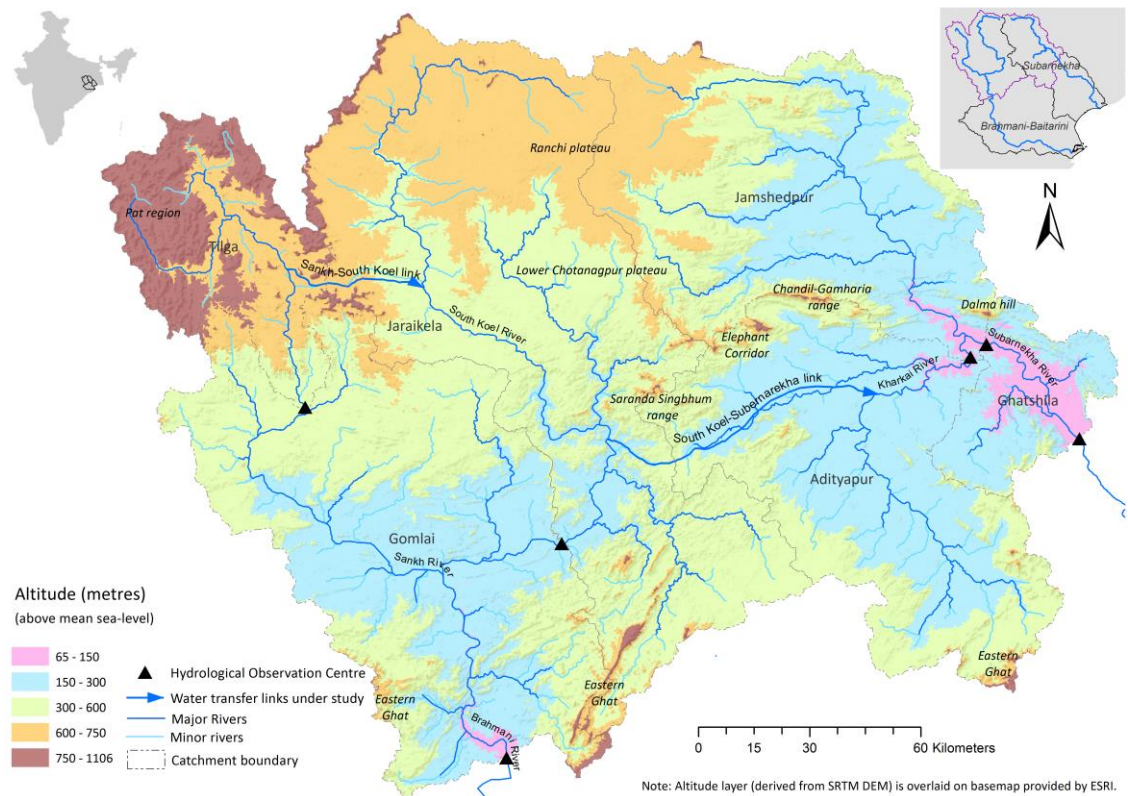 Subarnekha
Brahmani-Baitarini
N
Ranchi plateau
Jamshedpur
Pat region
Tilga
Sankh-South Koel link
Lower Chotanagpur plateau
Chandil-Gamharia
range
Dalma hill
Jaraikela
South Koel River
Elephant
Corridor
Subarnekha River
Kharkai River
Saranda Singbhum
range
South Koel-Subernarekha link
Ghatshila
Adityapur
Gomlai
Sankh River
Eastern
Ghat
Eastern
Ghat
Eastern
Ghat
Brahmani River
Altitude (metres)
(above mean sea-level)
65 - 150
150 - 300
300 - 600
600 - 750
750 - 1106
Hydrological Observation Centre
Water transfer links under study
Major Rivers
Minor rivers
Catchment boundary
0 15 30 60 Kilometers
Note: Altitude layer (derived from SRTM DEM) is overlaid on basemap provided by ESRI.